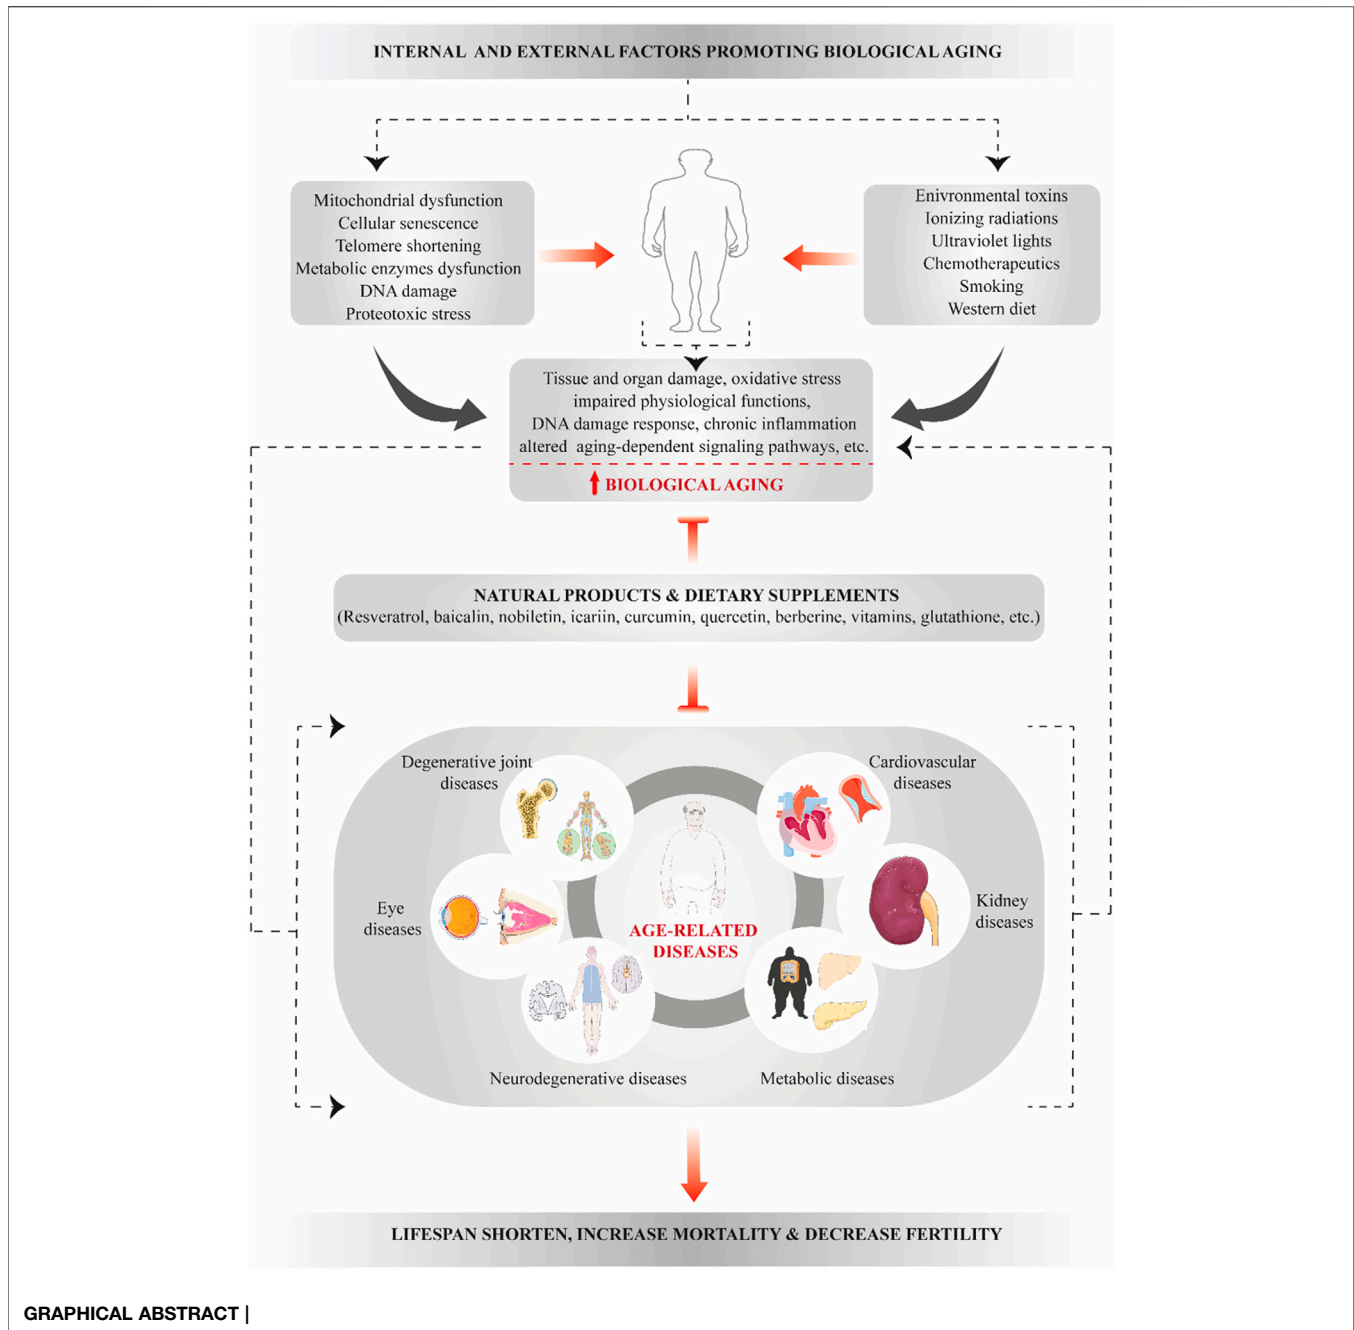 INTERNAL AND EXTERNAL FACTORS PROMOTING BIOLOGICAL AGING
Mitochondrial dysfunction
Cellular senescence
Telomere shortening
Metabolic enzymes dysfunction
DNA damage
Proteotoxic stress
Enivronmental toxins
Ionizing radiations
Ultraviolet lights
Chemotherapeutics
Smoking
Western diet
Tissue and organ damage, oxidative stress
impaired physiological functions,
DNA damage response, chronic inflammation
altered aging-dependent signaling pathways, etc.
BIOLOGICAL AGING
NATURAL PRODUCTS & DIETARY SUPPLEMENTS
(Resveratrol, baicalin, nobiletin, icariin, curcumin, quercetin, berberine, vitamins, glutathione, etc.)
Degenerative joint
diseases
Cardiovascular
diseases
Eye
diseases
Kidney
diseases
AGE-RELATED
DISEASES
Neurodegenerative diseases
Metabolic diseases
LIFESPAN SHORTEN, INCREASE MORTALITY & DECREASE FERTILITY
GRAPHICAL ABSTRACT |